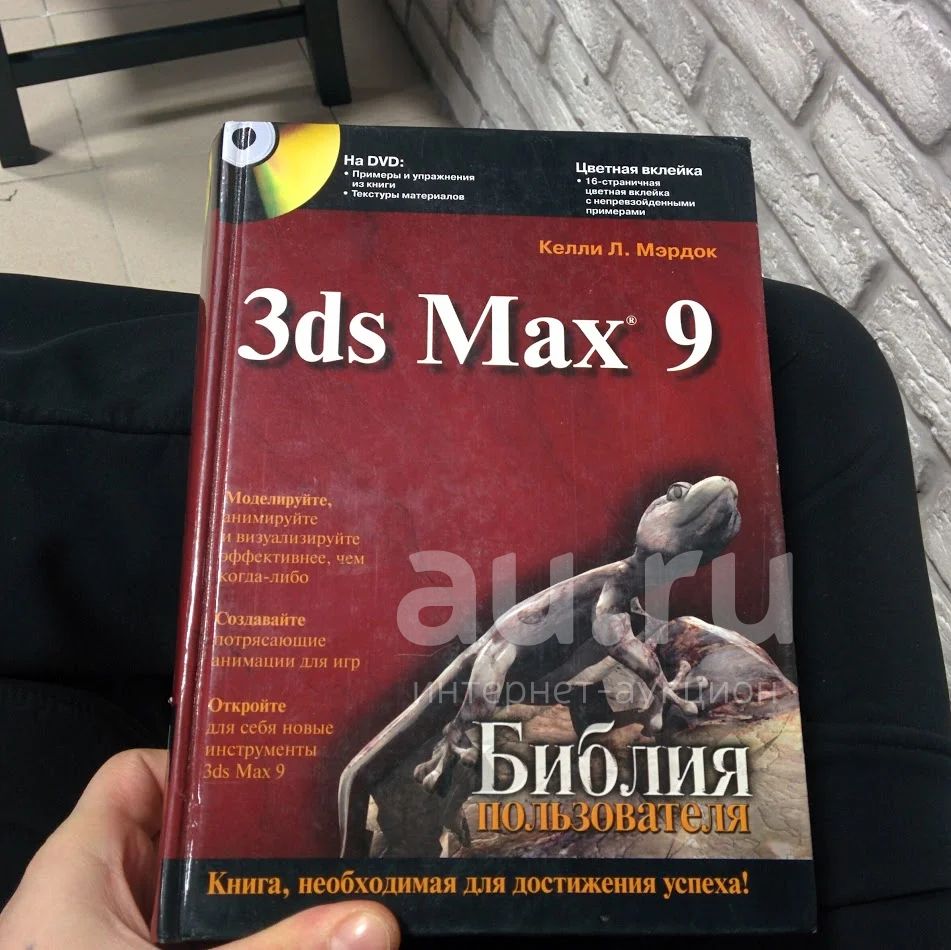 На DVD:
• Примеры и упражнения
из книги
• Текстуры материалов
Цветная вклейка
• 16-страничная
цветная вклейка
с непревзойденными
примерами
Келли Л. Мэрдок
3ds Max® 9
Моделируйте,
анимируйте
и визуализируйте
эффективнее, чем
когда-либо
Создавайте
потрясающие
анимации для игр
Откройте
для себя новые
инструменты
3ds Max 9
au.ru
интернет-аукцион
Библия
пользователя
Книга, необходимая для достижения успеха!